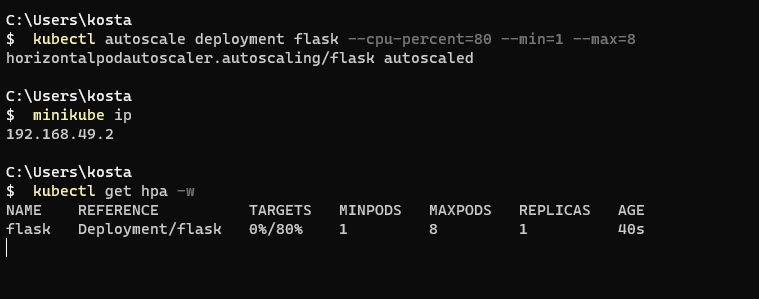 C:\Users\kosta
$ kubectl autoscale deployment flask --cpu-percent=80 --min=1 --max=8
horizontalpodautoscaler.autoscaling/flask autoscaled
C:\Users\kosta
$ minikube ip
192.168.49.2
C:\Users\kosta
$ kubectl get hpa -w
NAME REFERENCE TARGETS MINPODS MAXPODS REPLICAS AGE
flask Deployment/flask 0%/80% 1 8 1 40s